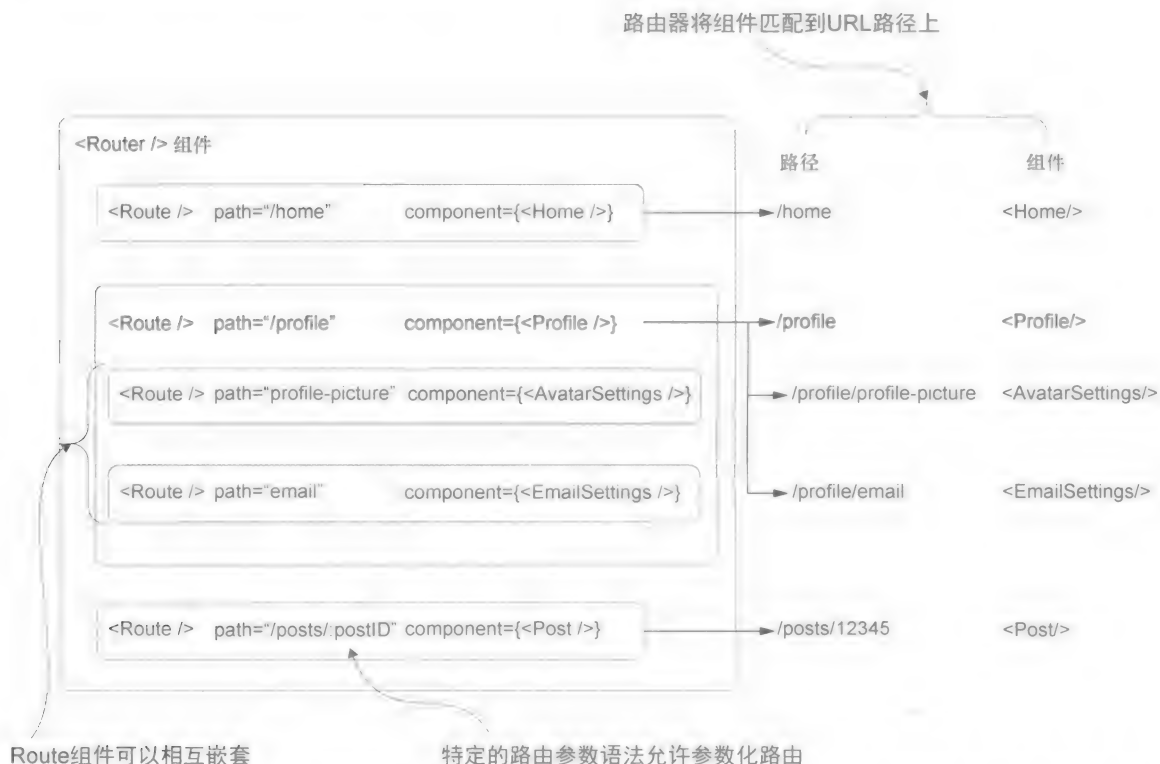 路由器将组件匹配到URL路径上
<Router /> 组件
路径 组件
<Route /> path="/home" component={<Home />} /home <Home/>
<Route /> path="/profile" component={<Profile />} /profile <Profile/>
<Route /> path="profile-picture" component={<AvatarSettings />} /profile/profile-picture <AvatarSettings/>
<Route /> path="email" component={<EmailSettings />} /profile/email <EmailSettings/>
<Route /> path="/posts/:postID" component={<Post />} /posts/12345 <Post/>
Route组件可以相互嵌套 特定的路由参数语法允许参数化路由